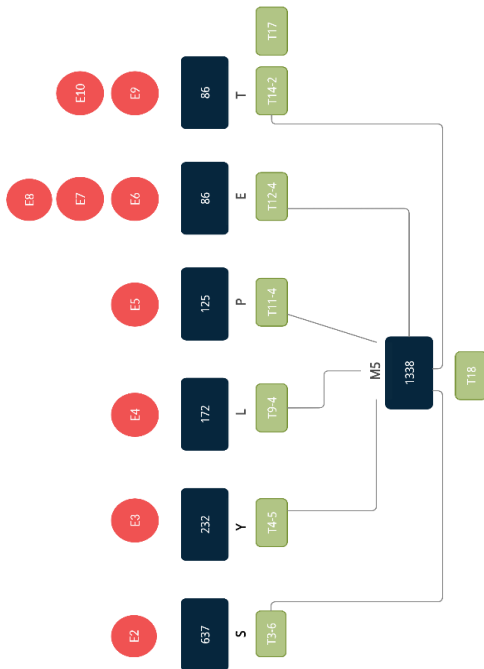 E8
E7 E10
E2 E3 E4 E5 E6 E9
637 232 172 125 86 86
S Y L P E T
T3-6 T4-5 T9-4 T11-4 T12-4 T14-2 T17
M5
1338
T18